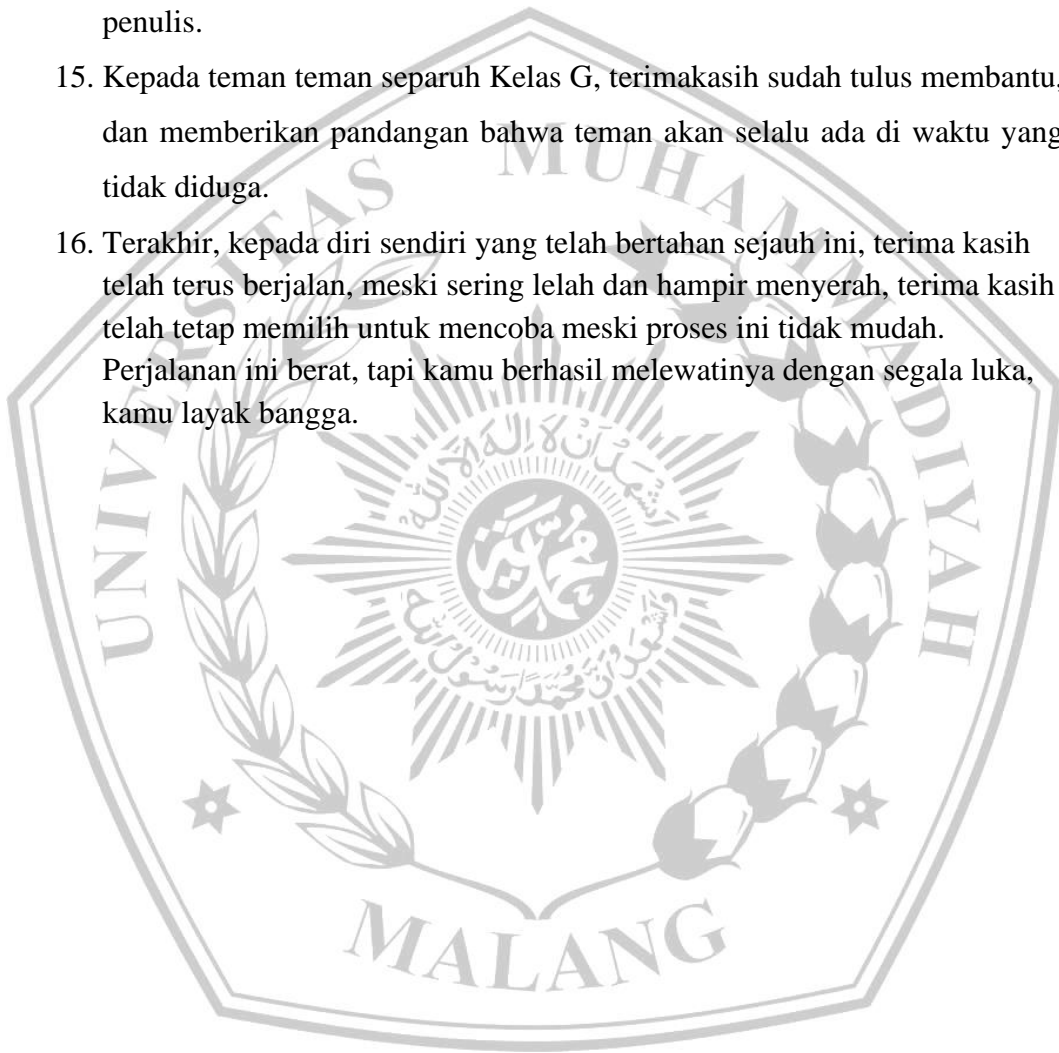 penulis.
15. Kepada teman teman separuh Kelas G, terimakasih sudah tulus membantu,
dan memberikan pandangan bahwa teman akan selalu ada di waktu yang
tidak diduga.
16. Terakhir, kepada diri sendiri yang telah bertahan sejauh ini, terima kasih
telah terus berjalan, meski sering lelah dan hampir menyerah, terima kasih
telah tetap memilih untuk mencoba meski proses ini tidak mudah.
Perjalanan ini berat, tapi kamu berhasil melewatinya dengan segala luka,
kamu layak bangga.
UNIVERSITAS MUHAMMADIYAH
MALANG